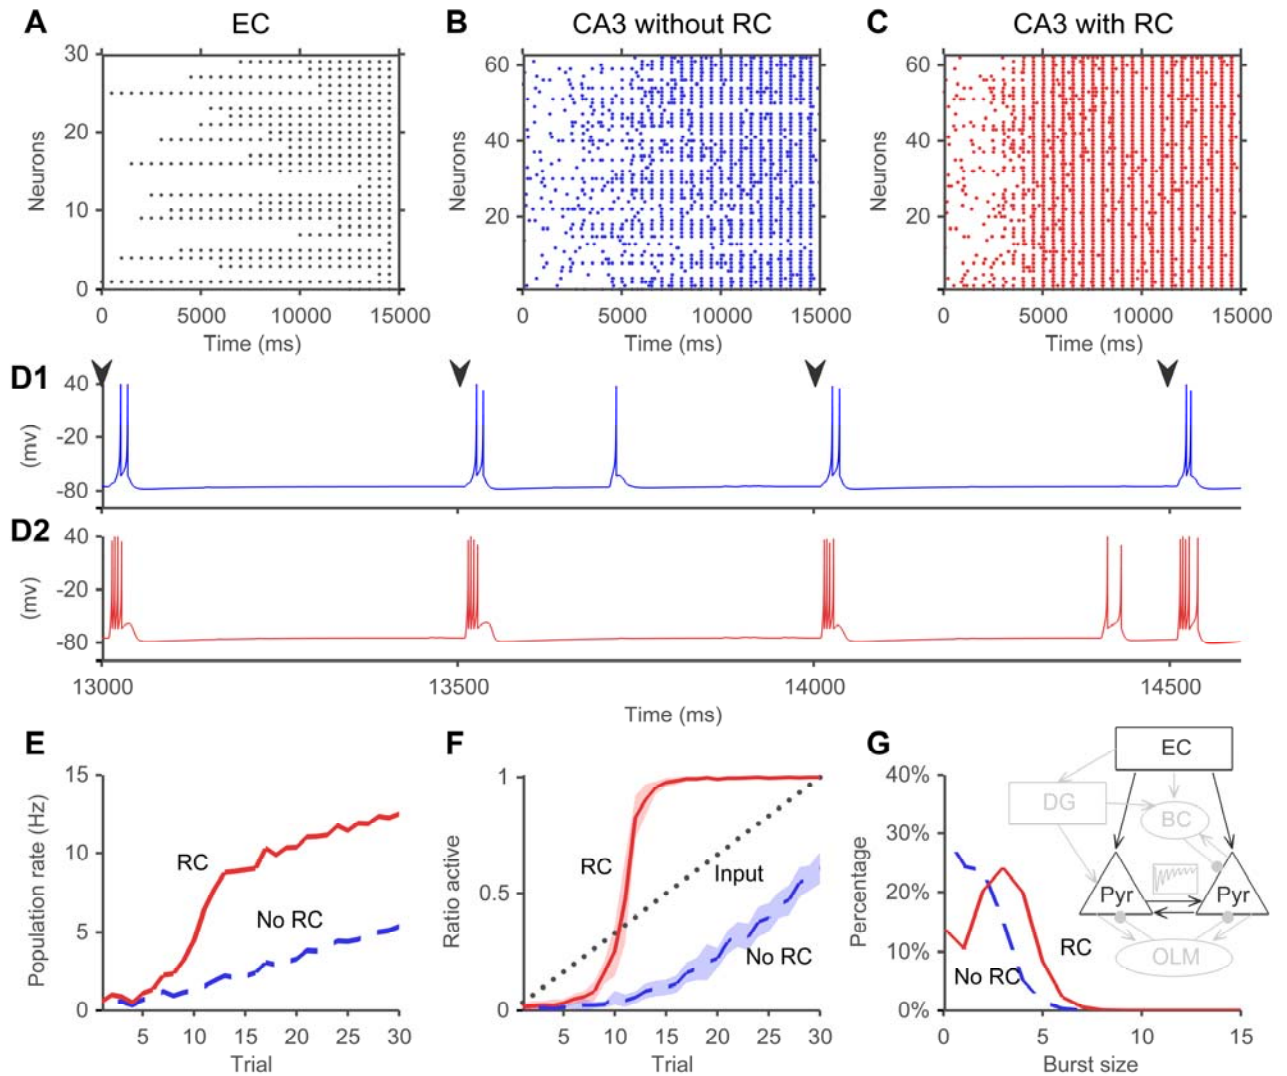 A EC B CA3 without RC C CA3 with RC
30
20
10
0
Neurons
0 5000 10000 15000
Time (ms)
60
40
20
Neurons
0 5000 10000 15000
Time (ms)
60
40
20
Neurons
0 5000 10000 15000
Time (ms)
D1
40
-20
-80
(mv)
D2
40
-20
-80
(mv)
13000 13500 14000 14500
Time (ms)
E
15
10
5
0
Population rate (Hz)
RC
No RC
5 10 15 20 25 30
Trial
F
1
0.5
0
Ratio active
RC
Input
No RC
5 10 15 20 25 30
Trial
G
40%
30%
20%
10%
0%
Percentage
No RC
RC
0 5 10 15
Burst size
EC
DG
BC
Pyr Pyr
OLM